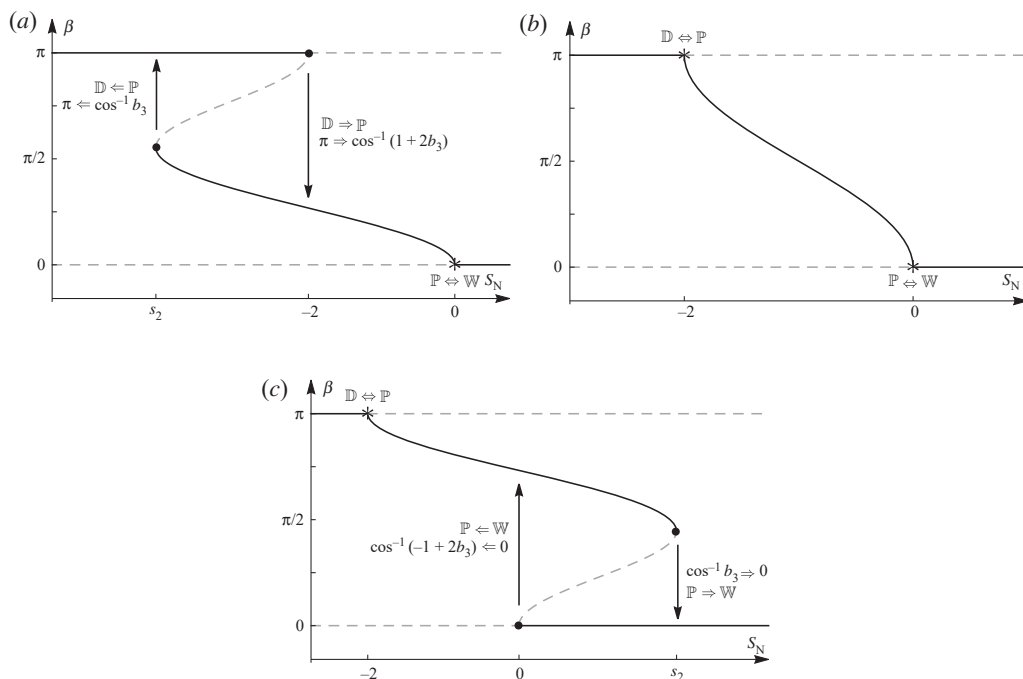 (a)
β
π
𝔻 ⇐ ℙ
π ⇐ cos⁻¹ b₃
𝔻 ⇒ ℙ
π ⇒ cos⁻¹ (1 + 2b₃)
π/2
0
ℙ ⇔ 𝕎 S_N
s₂
−2
0
(b)
β
𝔻 ⇔ ℙ
π
π/2
0
ℙ ⇔ 𝕎
S_N
−2
0
(c)
β
𝔻 ⇔ ℙ
π
π/2
ℙ ⇐ 𝕎
cos⁻¹ (−1 + 2b₃) ⇐ 0
cos⁻¹ b₃ ⇒ 0
ℙ ⇒ 𝕎
0
S_N
−2
0
s₂